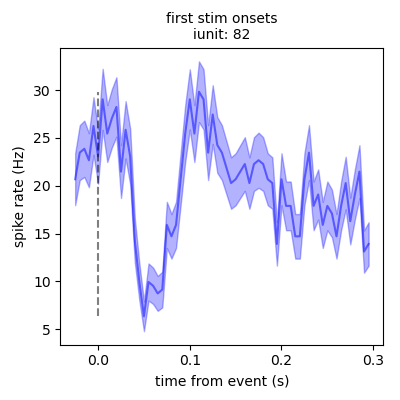 first stim onsets
iunit: 82
spike rate (Hz)
30
25
20
15
10
5
0.0
0.1
0.2
0.3
time from event (s)